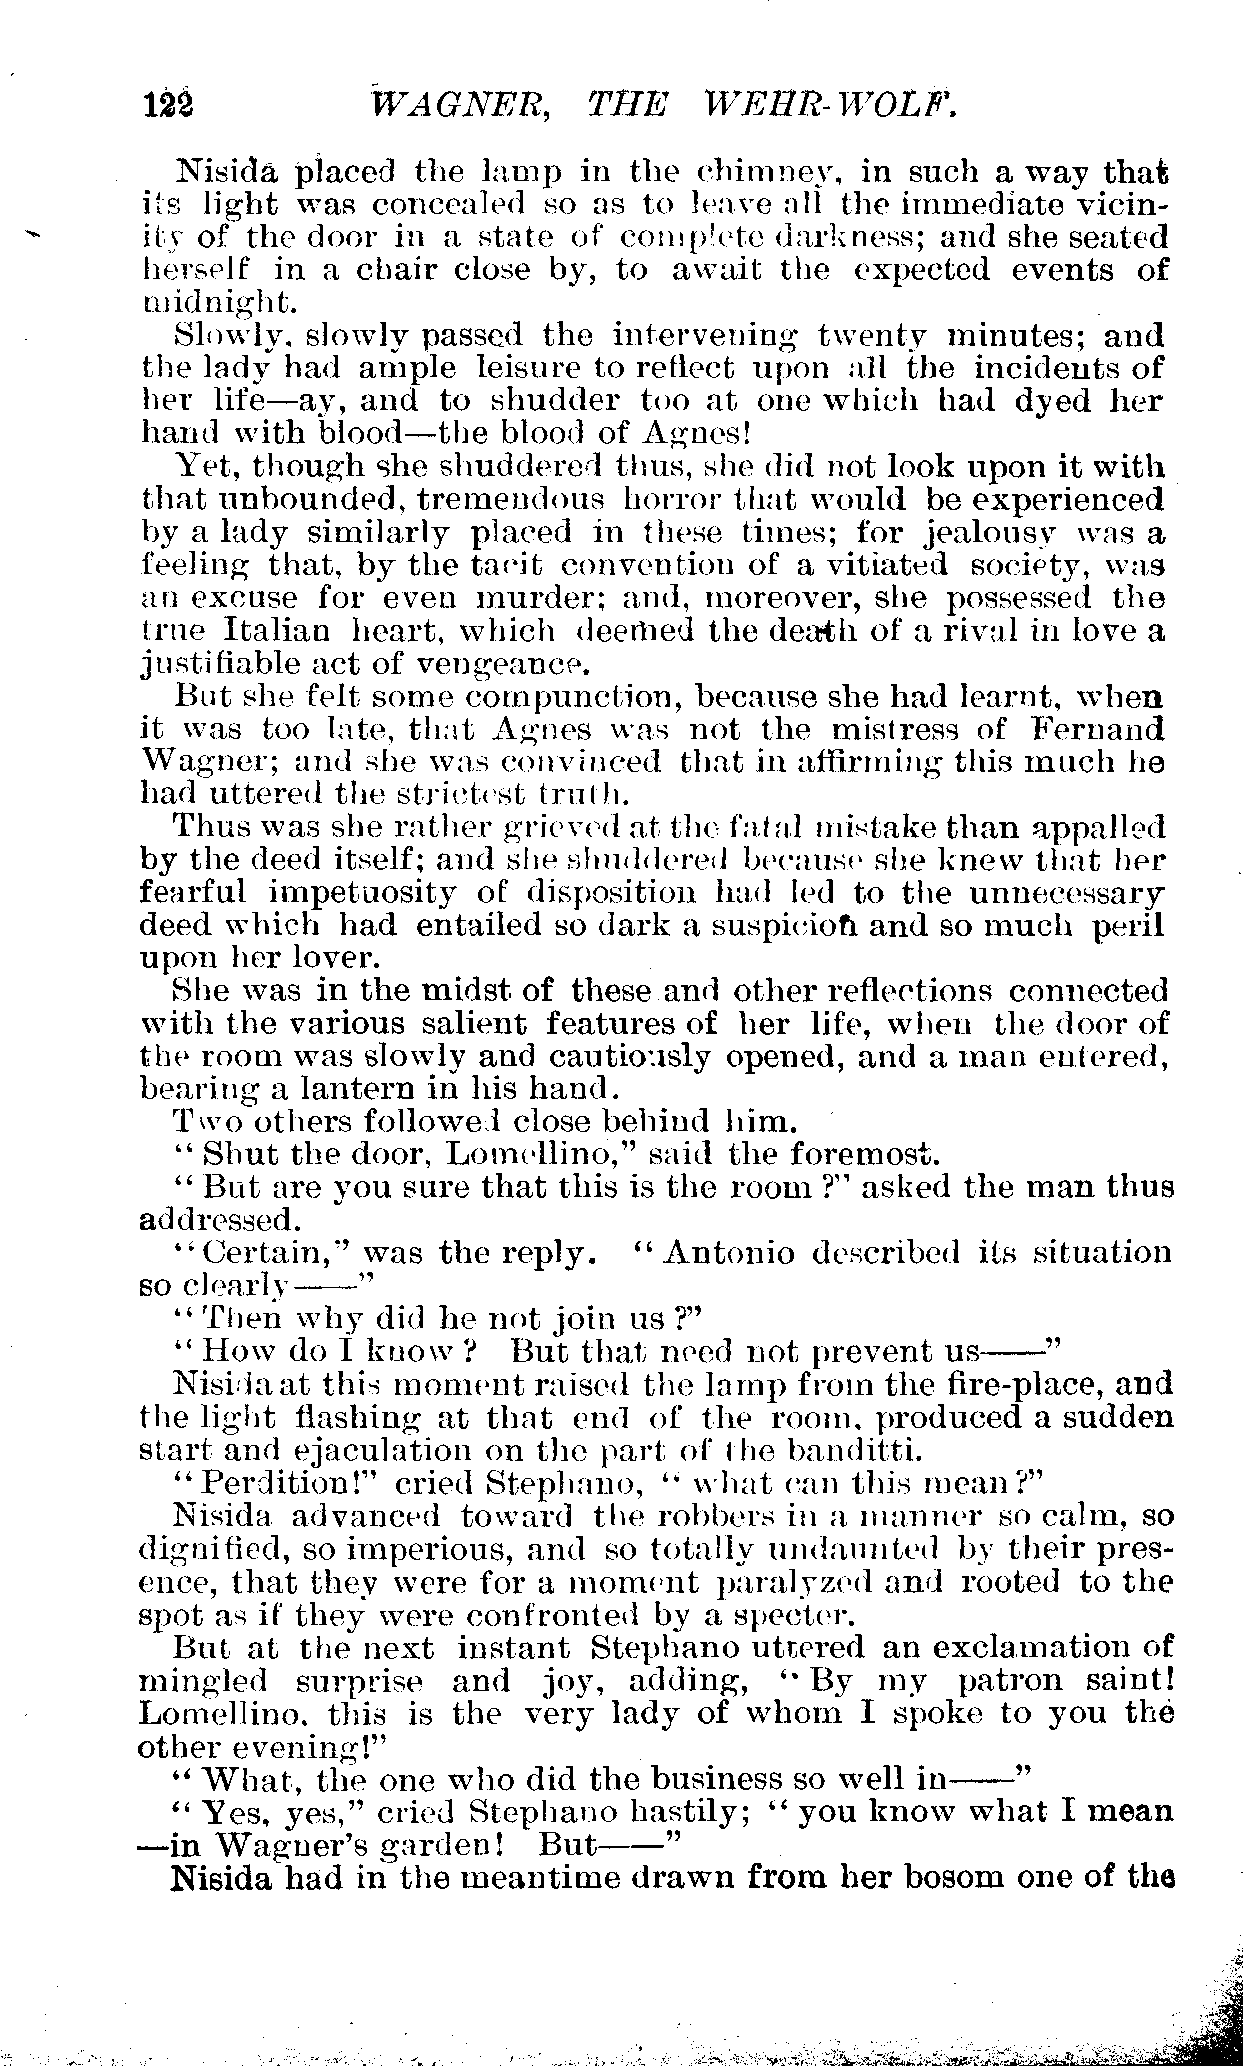 122 WAGNER, THE WEHR-WOLF.
Nisida placed the lamp in the chimney, in such a way that
its light was concealed so as to leave all the immediate vicin-
ity of the door in a state of complete darkness; and she seated
herself in a chair close by, to await the expected events of
midnight.
Slowly, slowly passed the intervening twenty minutes; and
the lady had ample leisure to reflect upon all the incidents of
her life—ay, and to shudder too at one which had dyed her
hand with blood—the blood of Agnes!
Yet, though she shuddered thus, she did not look upon it with
that unbounded, tremendous horror that would be experienced
by a lady similarly placed in these times; for jealousy was a
feeling that, by the tacit convention of a vitiated society, was
an excuse for even murder; and, moreover, she possessed the
true Italian heart, which deemed the death of a rival in love a
justifiable act of vengeance.
But she felt some compunction, because she had learnt, when
it was too late, that Agnes was not the mistress of Fernand
Wagner; and she was convinced that in affirming this much he
had uttered the strictest truth.
Thus was she rather grieved at the fatal mistake than appalled
by the deed itself; and she shuddered because she knew that her
fearful impetuosity of disposition had led to the unnecessary
deed which had entailed so dark a suspicion and so much peril
upon her lover.
She was in the midst of these and other reflections connected
with the various salient features of her life, when the door of
the room was slowly and cautiously opened, and a man entered,
bearing a lantern in his hand.
Two others followed close behind him.
"Shut the door, Lomellino," said the foremost.
"But are you sure that this is the room?" asked the man thus
addressed.
"Certain," was the reply. "Antonio described its situation
so clearly——"
"Then why did he not join us?"
"How do I know? But that need not prevent us——"
Nisida at this moment raised the lamp from the fire-place, and
the light flashing at that end of the room, produced a sudden
start and ejaculation on the part of the banditti.
"Perdition!" cried Stephano, "what can this mean?"
Nisida advanced toward the robbers in a manner so calm, so
dignified, so imperious, and so totally undaunted by their pres-
ence, that they were for a moment paralyzed and rooted to the
spot as if they were confronted by a specter.
But at the next instant Stephano uttered an exclamation of
mingled surprise and joy, adding, "By my patron saint!
Lomellino, this is the very lady of whom I spoke to you the
other evening!"
"What, the one who did the business so well in——"
"Yes, yes," cried Stephano hastily; "you know what I mean
—in Wagner's garden! But——"
Nisida had in the meantime drawn from her bosom one of the